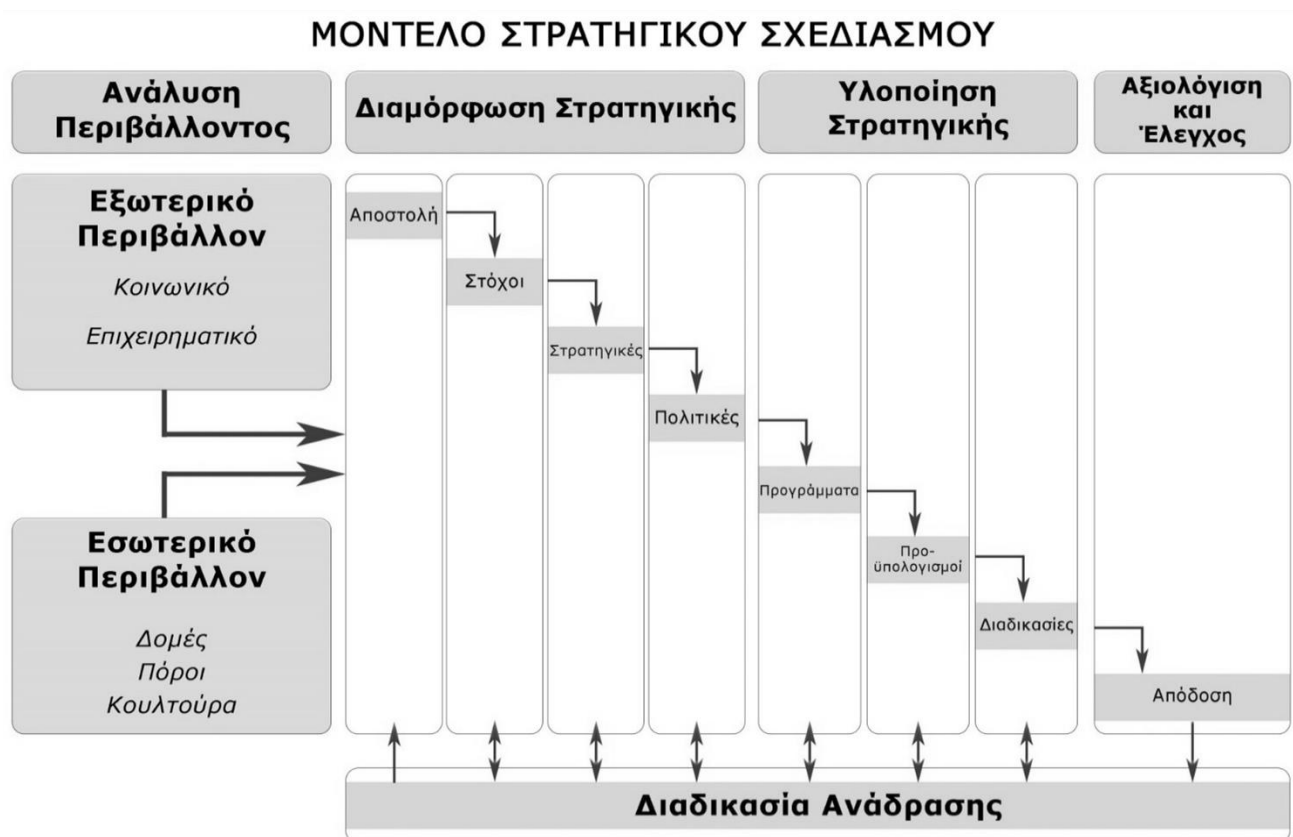 ΜΟΝΤΕΛΟ ΣΤΡΑΤΗΓΙΚΟΥ ΣΧΕΔΙΑΣΜΟΥ
Ανάλυση
Περιβάλλοντος
Διαμόρφωση Στρατηγικής
Υλοποίηση
Στρατηγικής
Αξιολόγιση
και
Έλεγχος
Εξωτερικό
Περιβάλλον
Κοινωνικό
Επιχειρηματικό
Εσωτερικό
Περιβάλλον
Δομές
Πόροι
Κουλτούρα
Αποστολή
Στόχοι
Στρατηγικές
Πολιτικές
Προγράμματα
Προ-
ϋπολογισμοί
Διαδικασίες
Απόδοση
Διαδικασία Ανάδρασης